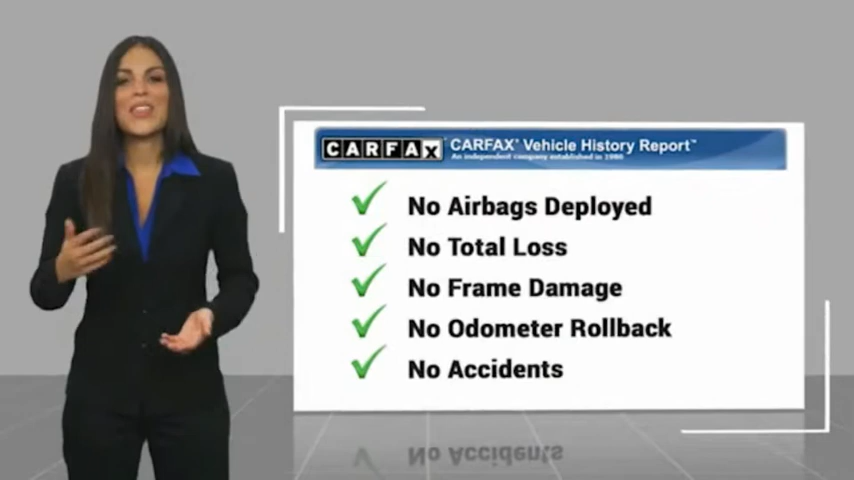 CARFAX CARFAX® Vehicle History Report™
An independent company established in 1986
No Airbags Deployed
No Total Loss
No Frame Damage
No Odometer Rollback
No Accidents
No Accidents